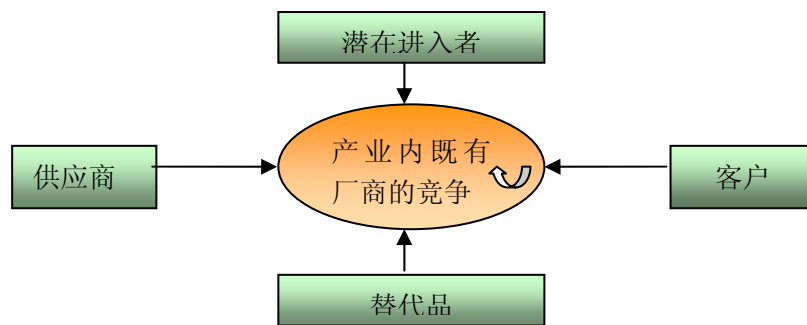 潜在进入者
供应商
产业内既有
厂商的竞争
客户
替代品